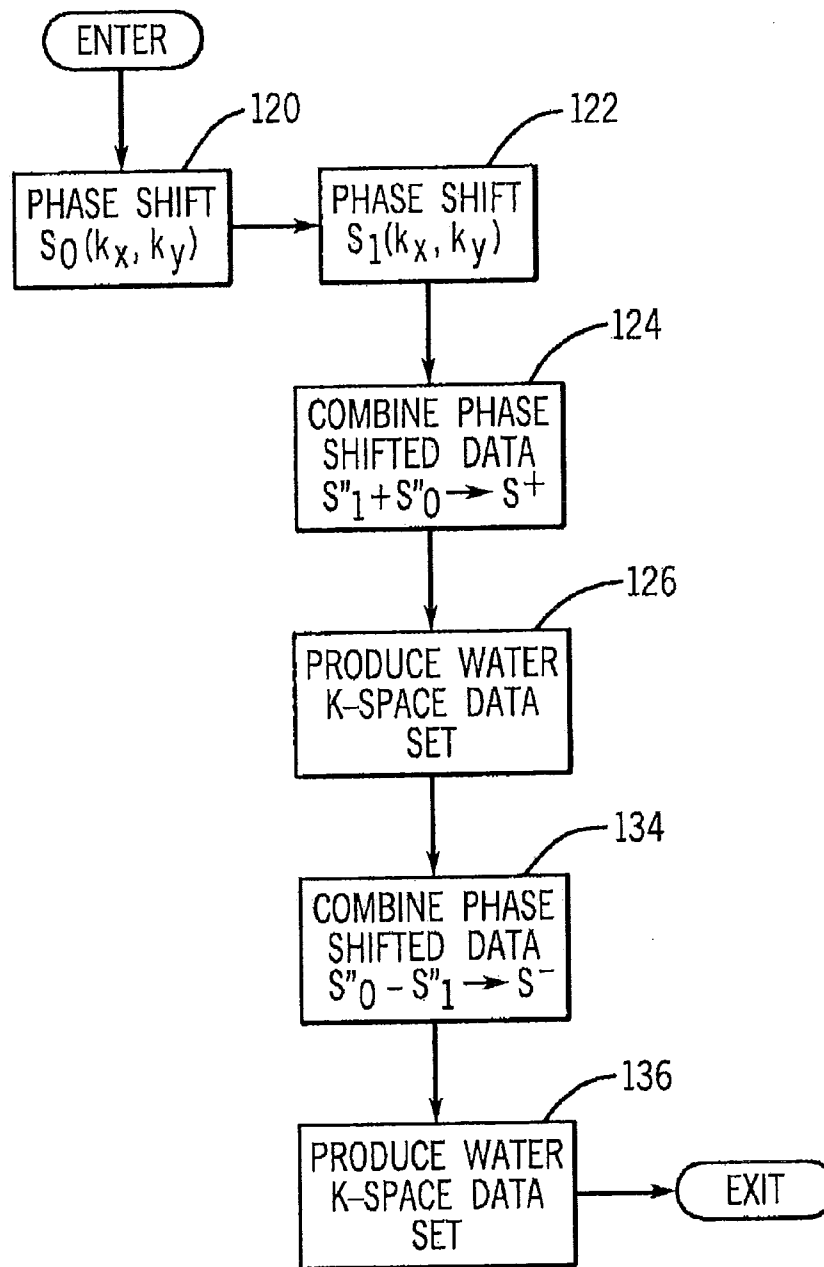 ENTER
120
122
PHASE SHIFT
S0(kx, ky)
PHASE SHIFT
S1(kx, ky)
124
COMBINE PHASE
SHIFTED DATA
S"1+S"0→S+
126
PRODUCE WATER
K-SPACE DATA
SET
134
COMBINE PHASE
SHIFTED DATA
S"0-S"1→S-
136
PRODUCE WATER
K-SPACE DATA
SET
EXIT